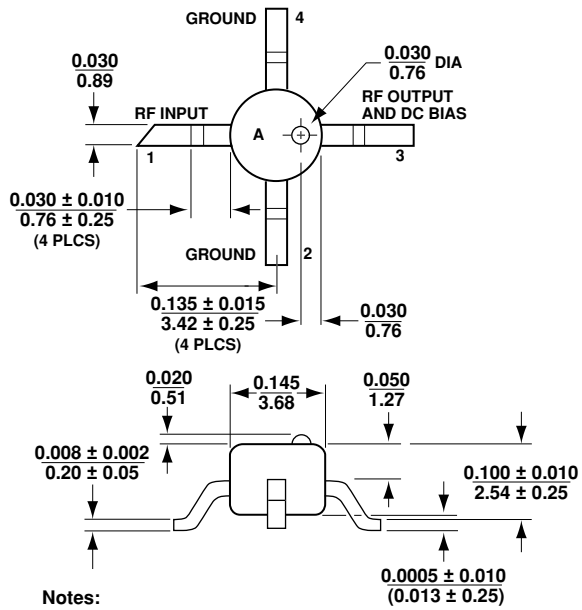 GROUND 4
0.030
0.89
0.030
0.76 DIA
RF INPUT
RF OUTPUT
AND DC BIAS
A
1
3
0.030 ± 0.010
0.76 ± 0.25
(4 PLCS)
GROUND 2
0.135 ± 0.015
3.42 ± 0.25
(4 PLCS)
0.030
0.76
0.020
0.51
0.145
3.68
0.050
1.27
0.008 ± 0.002
0.20 ± 0.05
0.100 ± 0.010
2.54 ± 0.25
0.0005 ± 0.010
(0.013 ± 0.25)
Notes: